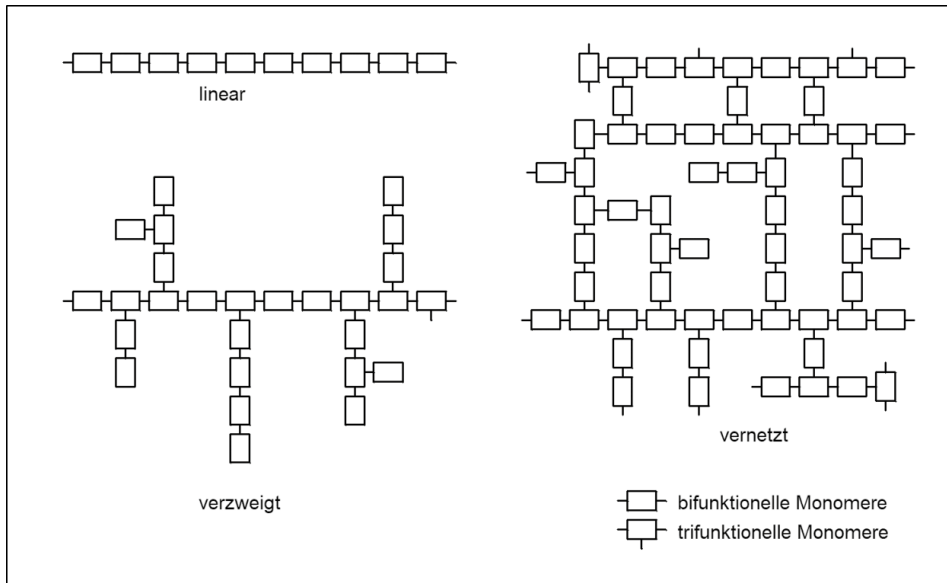 linear
verzweigt
vernetzt
bifunktionelle Monomere
trifunktionelle Monomere